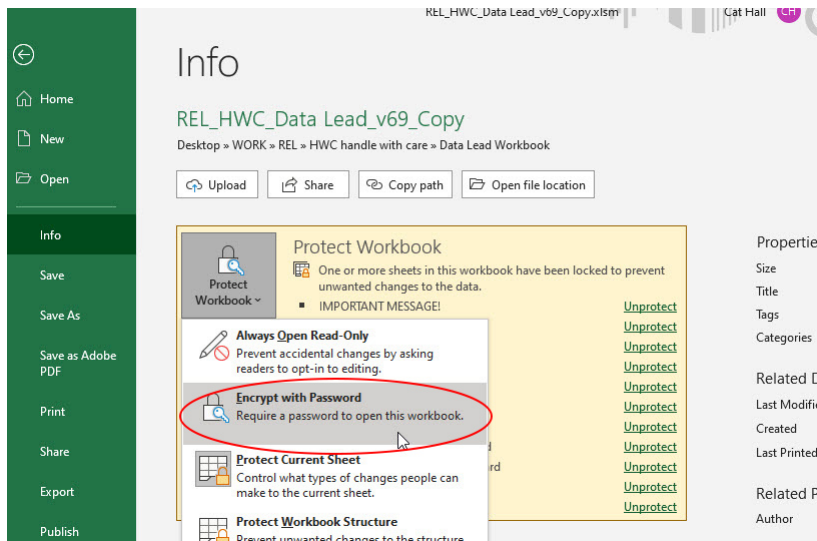 REL_HWC_Data Lead_v69_Copy.xlsm
Cat Hall CH
Info
Home
New
Open
Info
Save
Save As
Save as Adobe
PDF
Print
Share
Export
Publish
REL_HWC_Data Lead_v69_Copy
Desktop » WORK » REL » HWC handle with care » Data Lead Workbook
Upload
Share
Copy path
Open file location
Protect
Workbook
Protect Workbook
One or more sheets in this workbook have been locked to prevent
unwanted changes to the data.
IMPORTANT MESSAGE!
Unprotect
Unprotect
Unprotect
Unprotect
Unprotect
Unprotect
Unprotect
Unprotect
Unprotect
Unprotect
Unprotect
Always Open Read-Only
Prevent accidental changes by asking
readers to opt-in to editing.
Encrypt with Password
Require a password to open this workbook.
Protect Current Sheet
Control what types of changes people can
make to the current sheet.
Protect Workbook Structure
Prevent unwanted changes to the structure
Propertie
Size
Title
Tags
Categories
Related D
Last Modifie
Created
Last Printed
Related P
Author